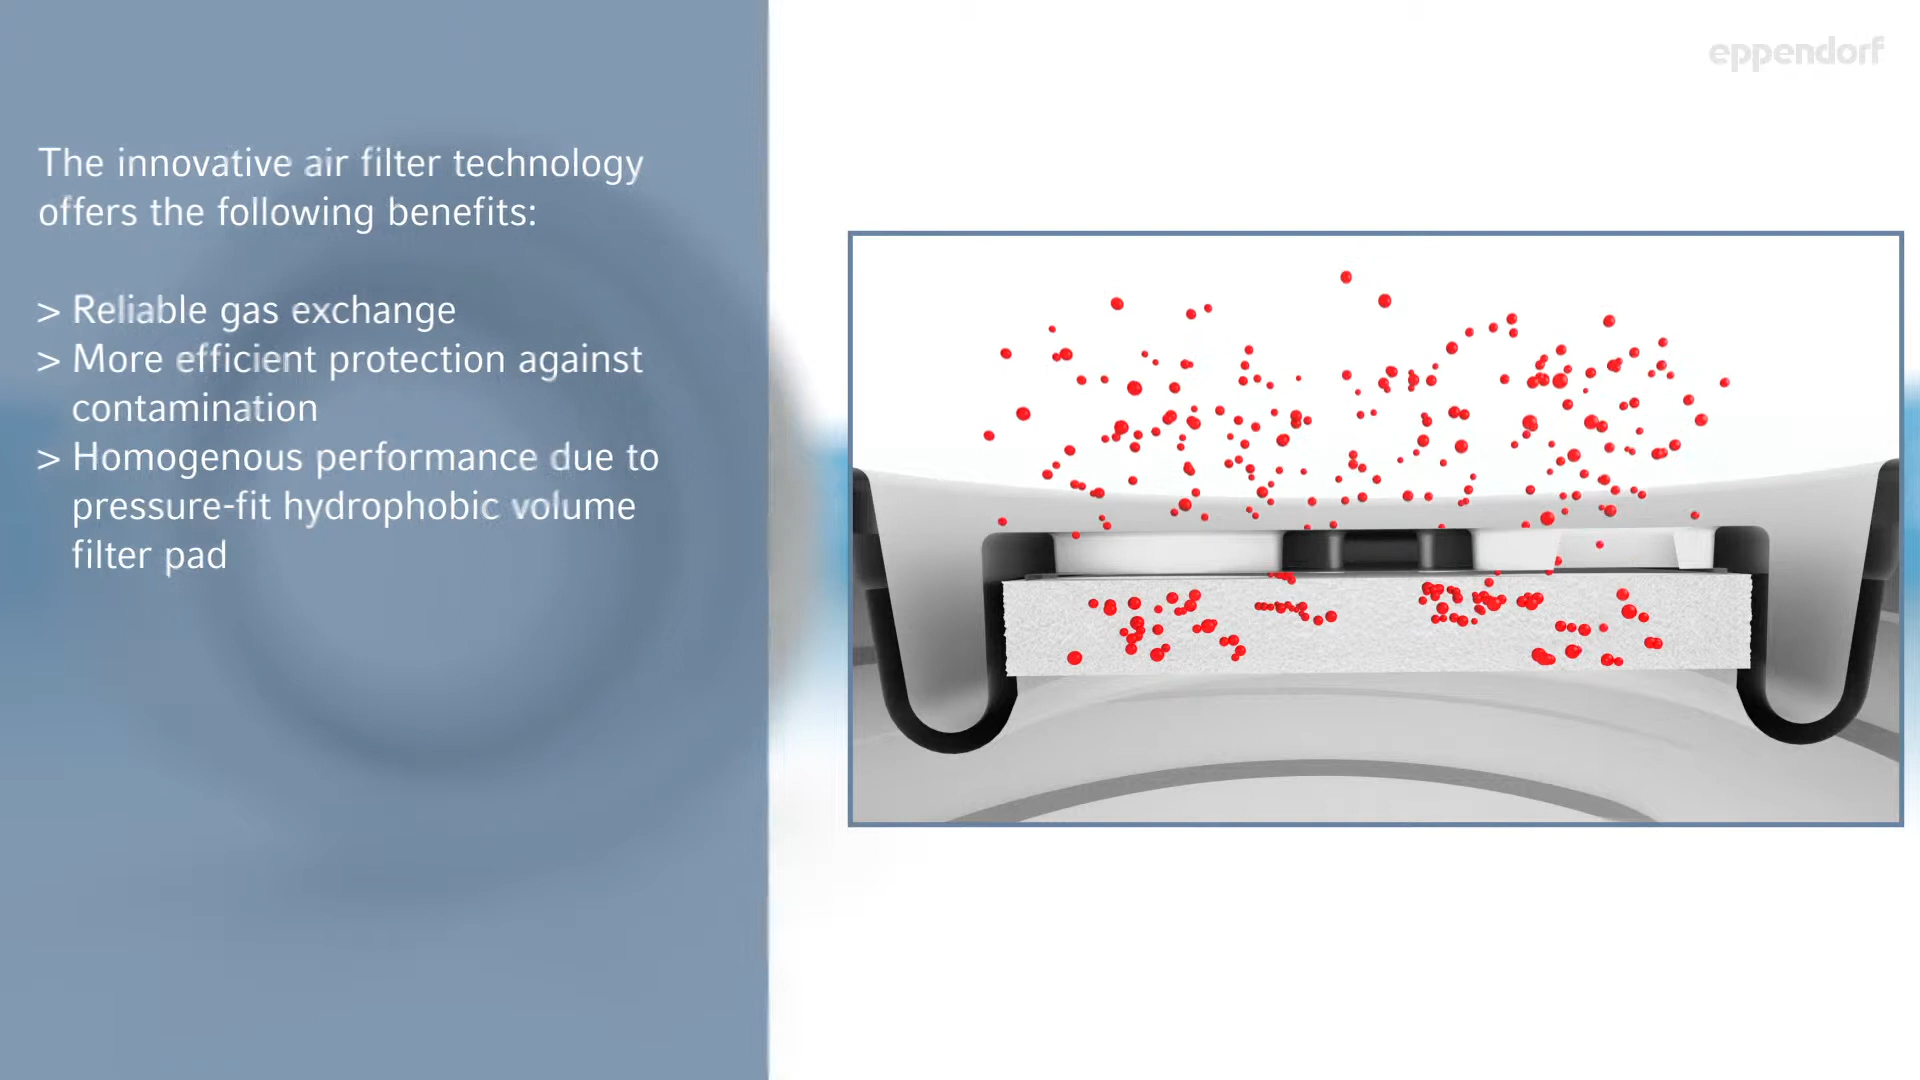 eppendorf
The innovative air filter technology
offers the following benefits:
> Reliable gas exchange
> More efficient protection against
contamination
> Homogenous performance due to
pressure-fit hydrophobic volume
filter pad